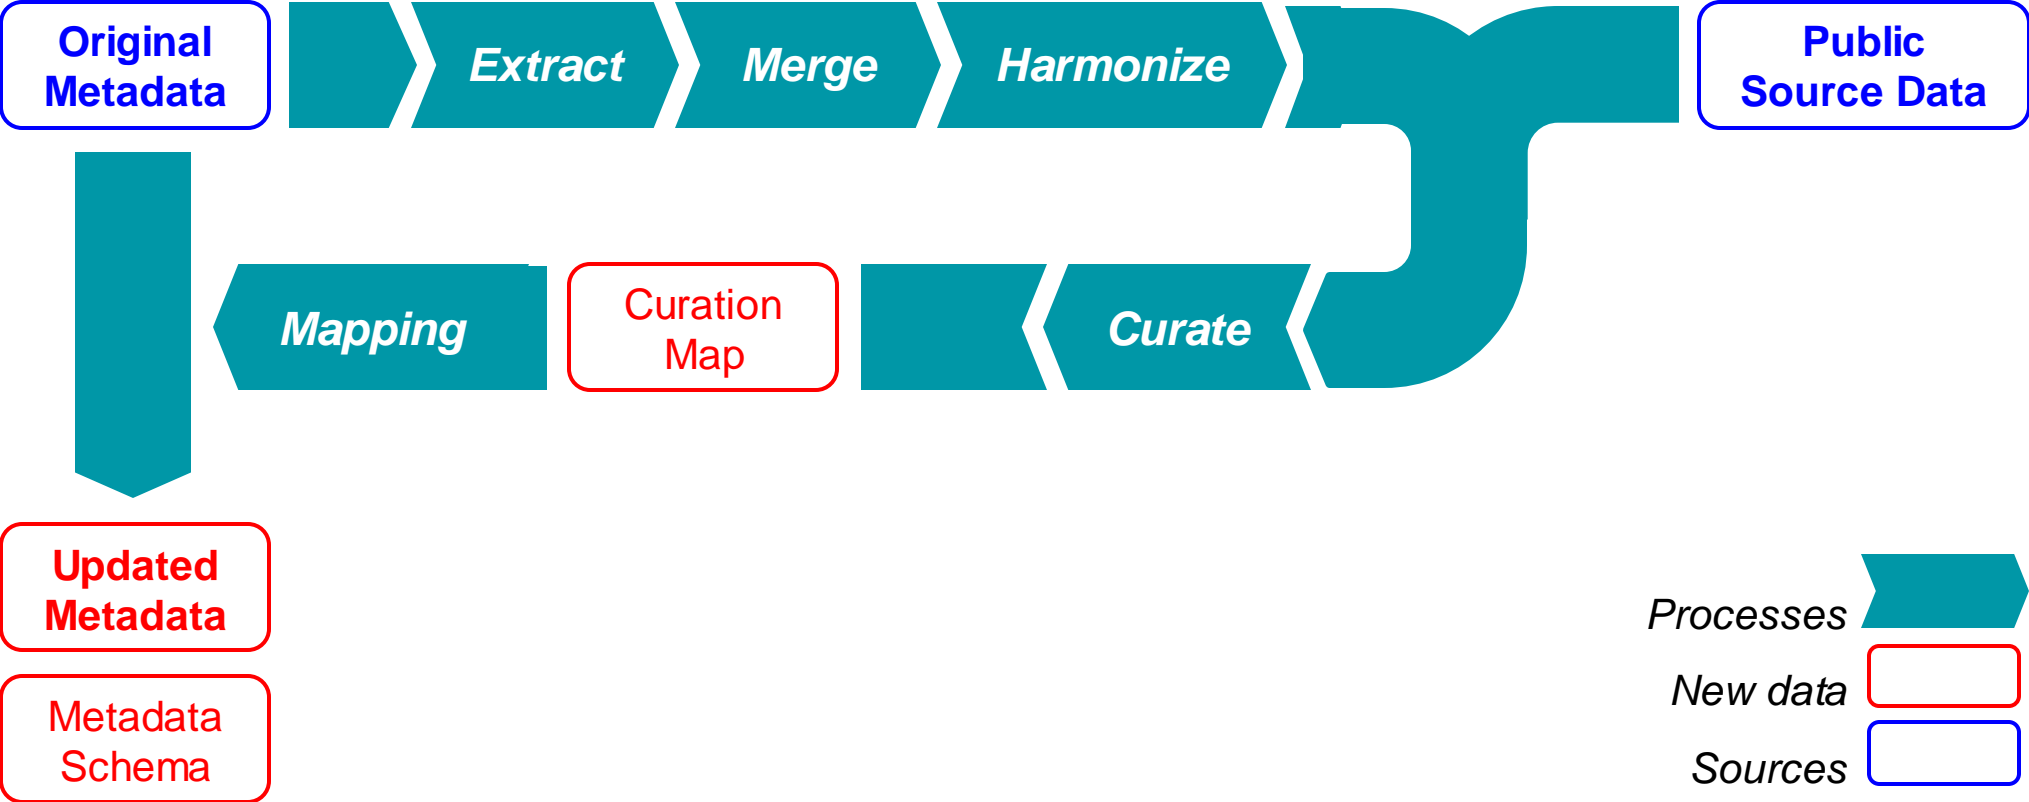 Original
Metadata
Extract
Merge
Harmonize
Public
Source Data
Mapping
Curation
Map
Curate
Updated
Metadata
Metadata
Schema
Processes
New data
Sources